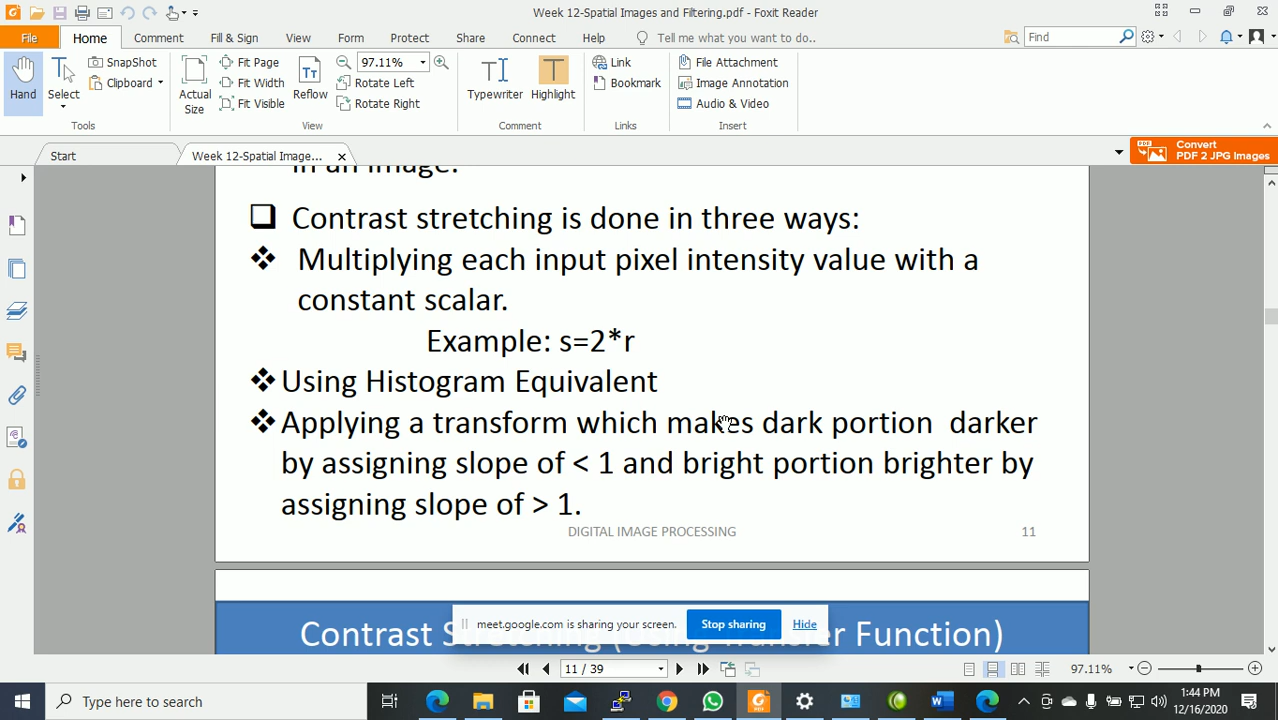 Week 12-Spatial Images and Filtering.pdf - Foxit Reader
File Home Comment Fill & Sign View Form Protect Share Connect Help Tell me what you want to do.. Find
Hand
Select
SnapShot
Clipboard
Tools
Actual Size
Fit Page
Fit Width
Fit Visible
Reflow
97.11%
Rotate Left
Rotate Right
View
Typewriter
Highlight
Comment
Link
Bookmark
Links
File Attachment
Image Annotation
Audio & Video
Insert
Start Week 12-Spatial Image...
Convert
PDF 2 JPG Images
in an image.
Contrast stretching is done in three ways:
Multiplying each input pixel intensity value with a
constant scalar.
Example: s=2*r
Using Histogram Equivalent
Applying a transform which makes dark portion darker
by assigning slope of < 1 and bright portion brighter by
assigning slope of > 1.
DIGITAL IMAGE PROCESSING 11
Contrast Stretching (Using Transfer Function)
meet.google.com is sharing your screen. Stop sharing Hide
11 / 39
97.11%
Type here to search
1:44 PM
12/16/2020